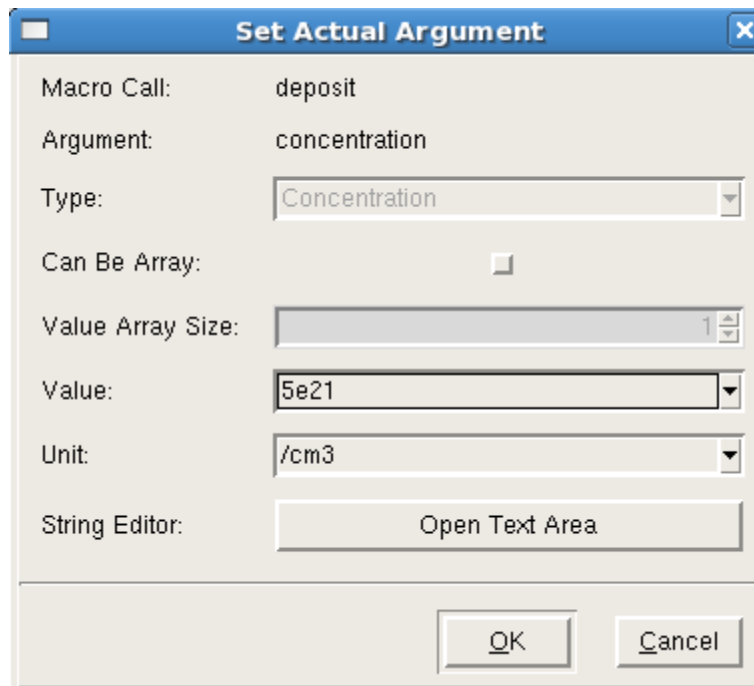 Set Actual Argument
Macro Call: deposit
Argument: concentration
Type: Concentration
Can Be Array:
Value Array Size: 1
Value: 5e21
Unit: /cm3
String Editor: Open Text Area
OK Cancel